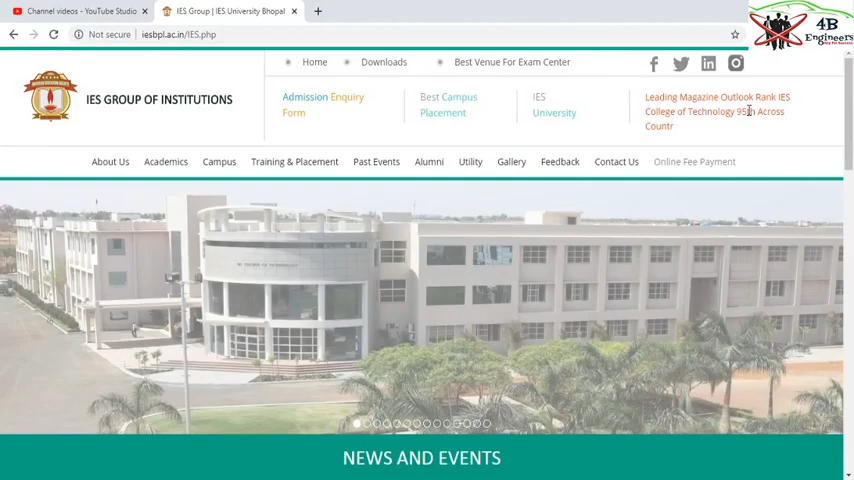 Channel videos - YouTube Studio
IES Group | IES University Bhopal
Not secure
iesbpl.ac.in/IES.php
4B
Engineers
Home
Downloads
Best Venue For Exam Center
IES GROUP OF INSTITUTIONS
Admission Enquiry
Form
Best Campus
Placement
IES
University
Leading Magazine Outlook Rank IES
College of Technology 95th Across
Countr
About Us
Academics
Campus
Training & Placement
Past Events
Alumni
Utility
Gallery
Feedback
Contact Us
Online Fee Payment
NEWS AND EVENTS